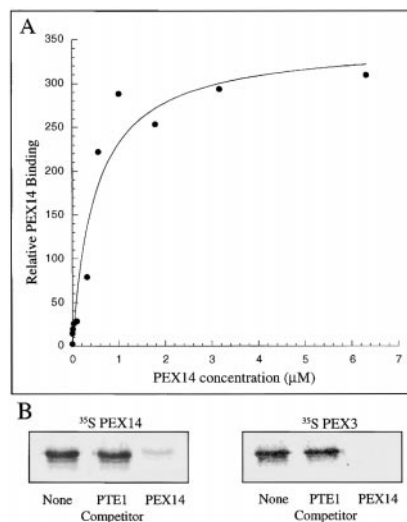 A
350
300
250
200
150
100
50
0
Relative PEX14 Binding
0 1 2 3 4 5 6 7
PEX14 concentration (μM)
B
³⁵S PEX14
None PTE1 PEX14
Competitor
³⁵S PEX3
None PTE1 PEX14
Competitor